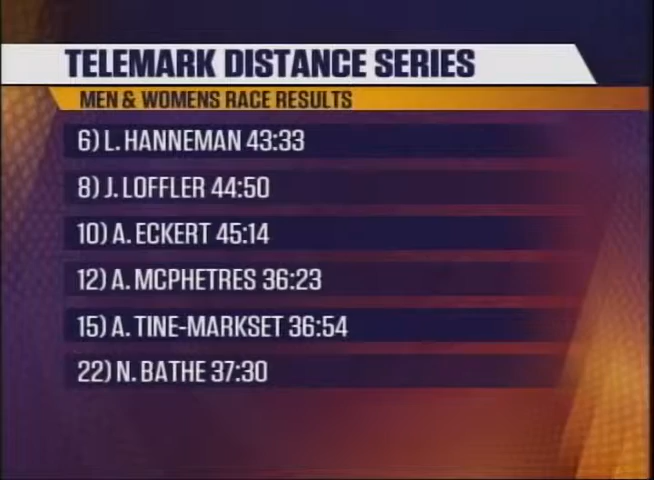 TELEMARK DISTANCE SERIES
MEN & WOMENS RACE RESULTS
6) L. HANNEMAN 43:33
8) J. LOFFLER 44:50
10) A. ECKERT 45:14
12) A. MCPHETRES 36:23
15) A. TINE-MARKSET 36:54
22) N. BATHE 37:30